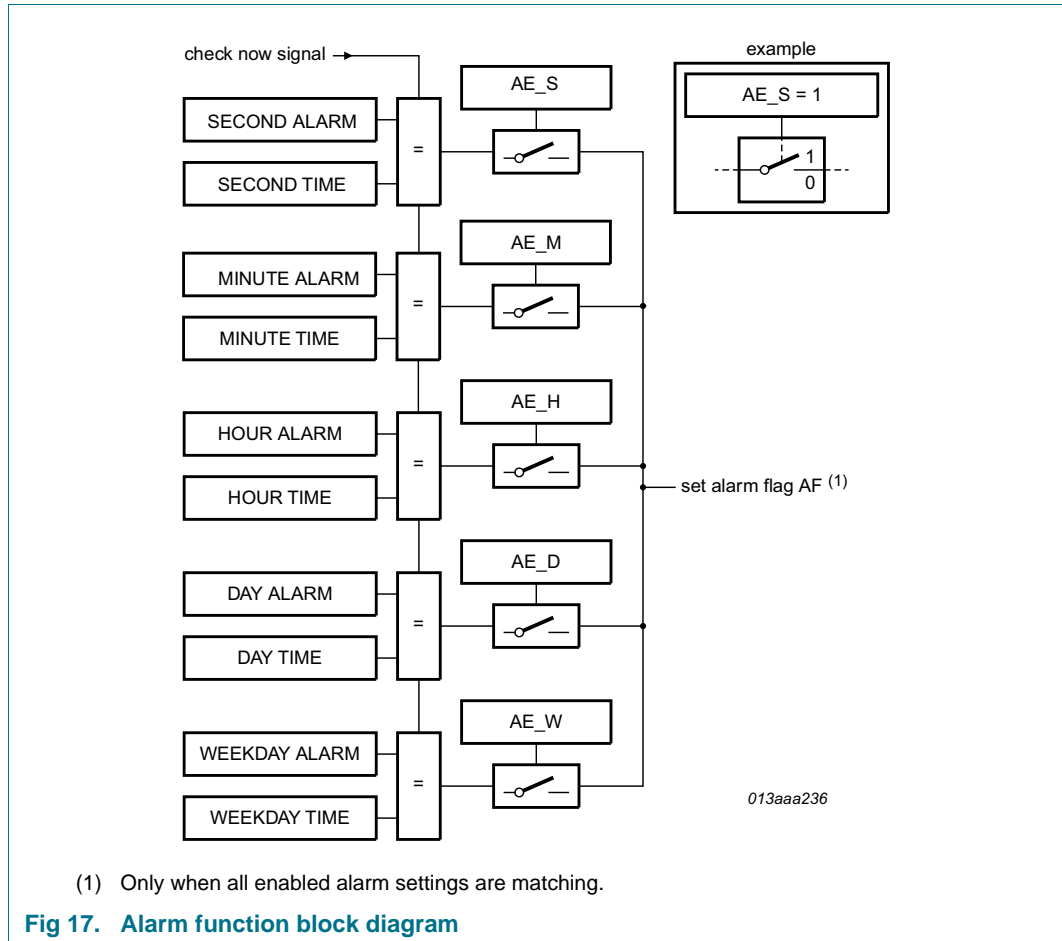 check now signal
example
AE_S
AE_S = 1
SECOND ALARM
=
1
0
SECOND TIME
AE_M
MINUTE ALARM
=
MINUTE TIME
AE_H
HOUR ALARM
=
set alarm flag AF (1)
HOUR TIME
AE_D
DAY ALARM
=
DAY TIME
AE_W
WEEKDAY ALARM
=
013aaa236
WEEKDAY TIME
(1) Only when all enabled alarm settings are matching.
Fig 17. Alarm function block diagram